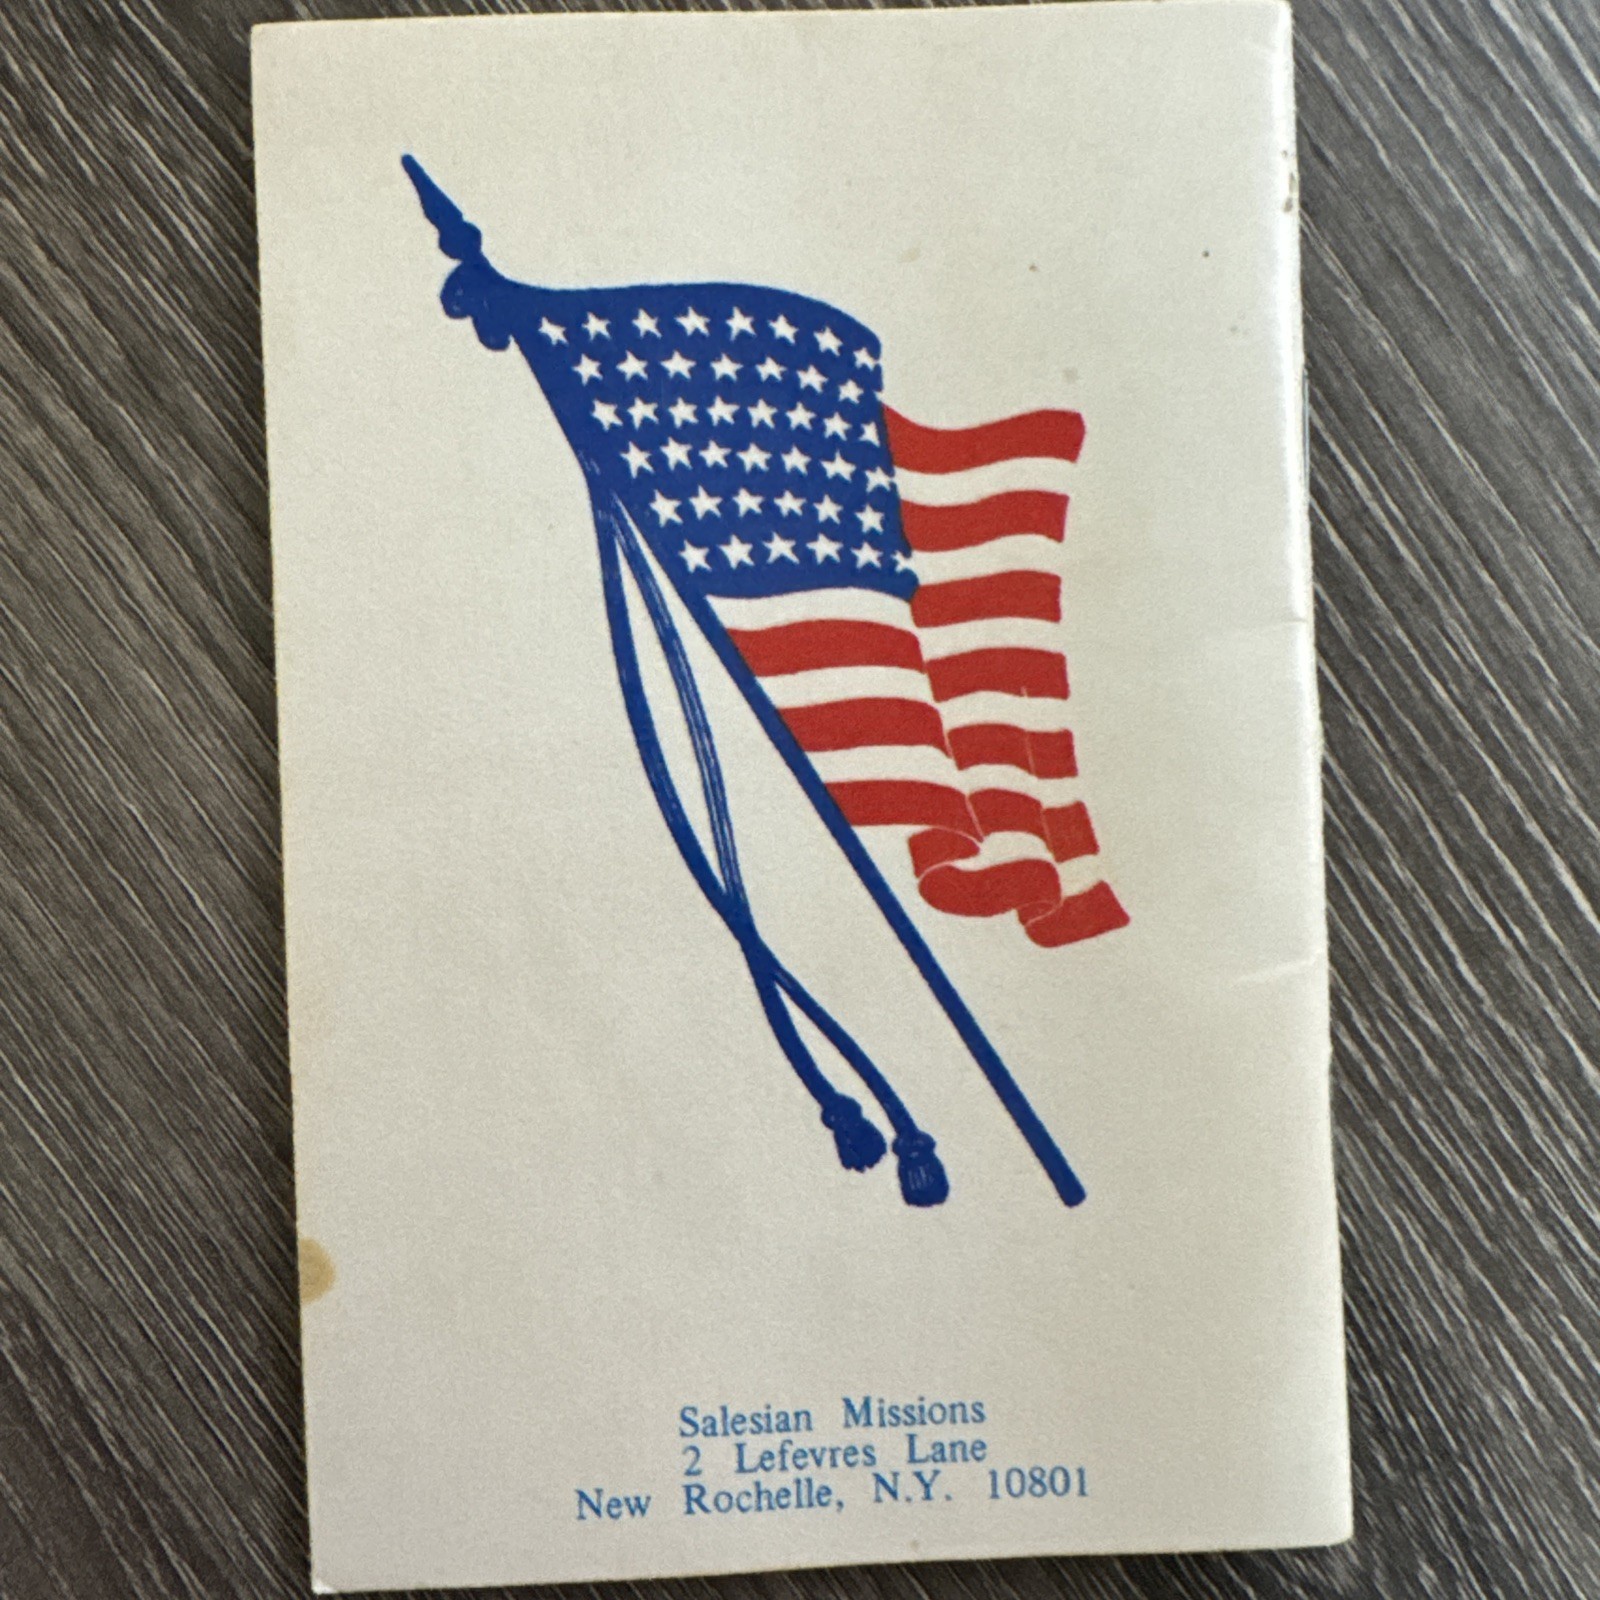 Salesian Missions
2 Lefevres Lane
New Rochelle, N.Y. 10801